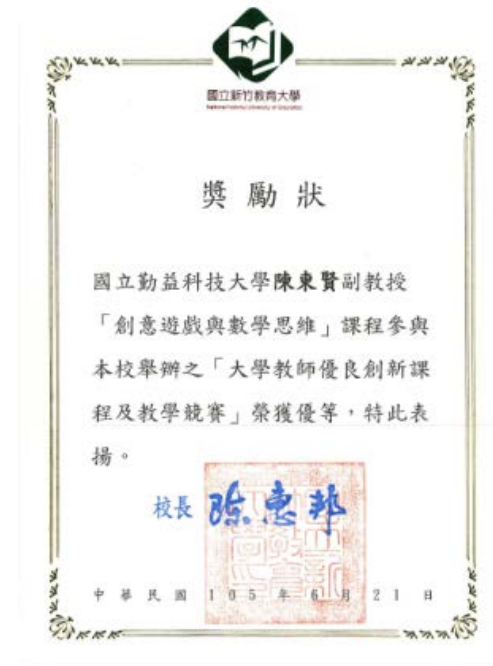 國立新竹教育大學
獎勵狀
國立勤益科技大學陳東賢副教授
「創意遊戲與數學思維」課程參與
本校舉辦之「大學教師優良創新課
程及教學競賽」榮獲優等，特此表
揚。
校長 陳惠邦
中華民國105年6月21日